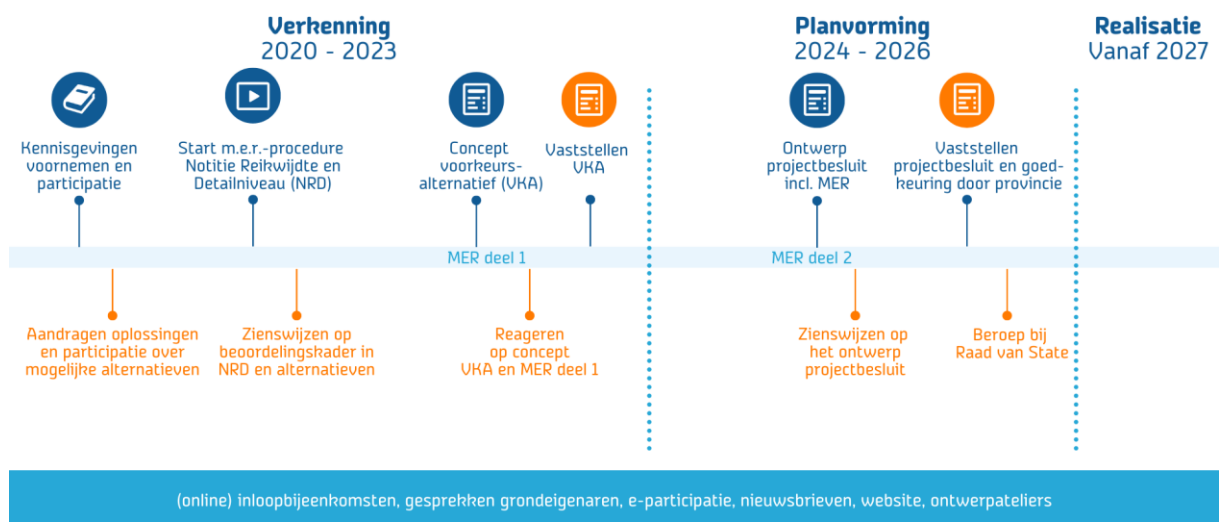 Verkenning
2020 - 2023
Planvorming
2024 - 2026
Realisatie
Vanaf 2027
Kennisgevingen
voornemen en
participatie
Start m.e.r.-procedure
Notitie Reikwijdte en
Detailniveau (NRD)
Concept
voorkeurs-
alternatief (VKA)
Vaststellen
VKA
Ontwerp
projectbesluit
incl. MER
Vaststellen
projectbesluit en goed-
keuring door provincie
MER deel 1
MER deel 2
Aandragen oplossingen
en participatie over
mogelijke alternatieven
Zienswijzen op
beoordelingskader in
NRD en alternatieven
Reageren
op concept
VKA en MER deel 1
Zienswijzen op
het ontwerp
projectbesluit
Beroep bij
Raad van State
(online) inloopbijeenkomsten, gesprekken grondeigenaren, e-participatie, nieuwsbrieven, website, ontwerpateliers